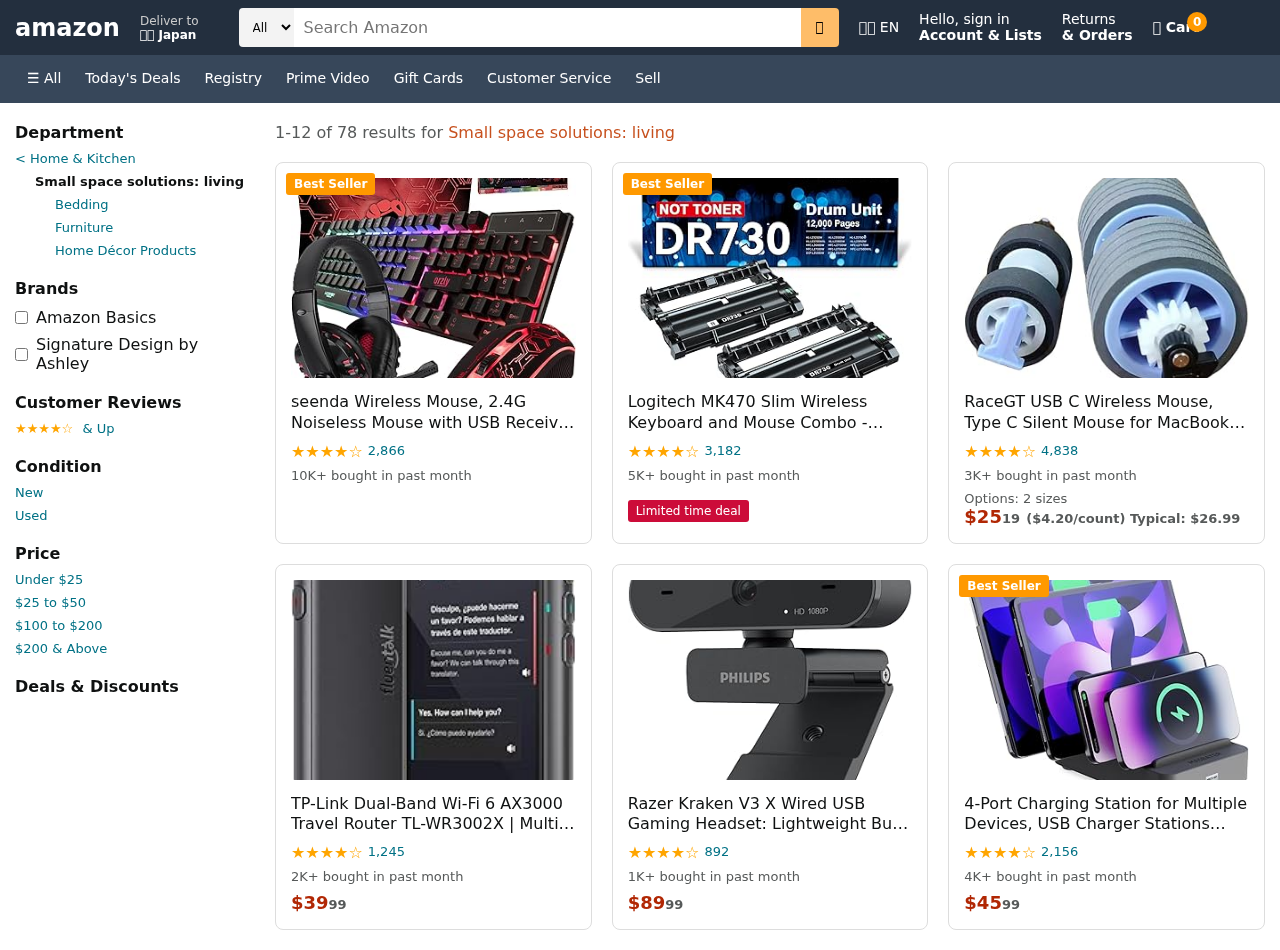 amazon
Deliver to
Japan
All
Search Amazon
EN
Hello, sign in
Account & Lists
Returns
& Orders
0
☰ All
Today's Deals
Registry
Prime Video
Gift Cards
Customer Service
Sell
Department
< Home & Kitchen
Small space solutions: living
Bedding
Furniture
Home Décor Products
Brands
Amazon Basics
Signature Design by
Ashley
Customer Reviews
★★★★☆ & Up
Condition
New
Used
Price
Under $25
$25 to $50
$100 to $200
$200 & Above
Deals & Discounts
1-12 of 78 results for Small space solutions: living
Best Seller
orzly
seenda Wireless Mouse, 2.4G
Noiseless Mouse with USB Receiv...
★★★★☆ 2,866
10K+ bought in past month
Best Seller
NOT TONER
DR730
Drum Unit
12,000 Pages
DR730
DR730
Logitech MK470 Slim Wireless
Keyboard and Mouse Combo -...
★★★★☆ 3,182
5K+ bought in past month
Limited time deal
RaceGT USB C Wireless Mouse,
Type C Silent Mouse for MacBook...
★★★★☆ 4,838
3K+ bought in past month
Options: 2 sizes
$2519 ($4.20/count) Typical: $26.99
fluentalk
Disculpe, ¿puede hacerme
un favor? Podemos hablar a
través de este traductor.
Excuse me, can you do me a
favor? We can talk through this
translator.
Yes. How can I help you?
Sí. ¿Cómo puedo ayudarle?
TP-Link Dual-Band Wi-Fi 6 AX3000
Travel Router TL-WR3002X | Multi...
★★★★☆ 1,245
2K+ bought in past month
$3999
HD 1080P
PHILIPS
Razer Kraken V3 X Wired USB
Gaming Headset: Lightweight Bu...
★★★★☆ 892
1K+ bought in past month
$8999
Best Seller
4-Port Charging Station for Multiple
Devices, USB Charger Stations...
★★★★☆ 2,156
4K+ bought in past month
$4599